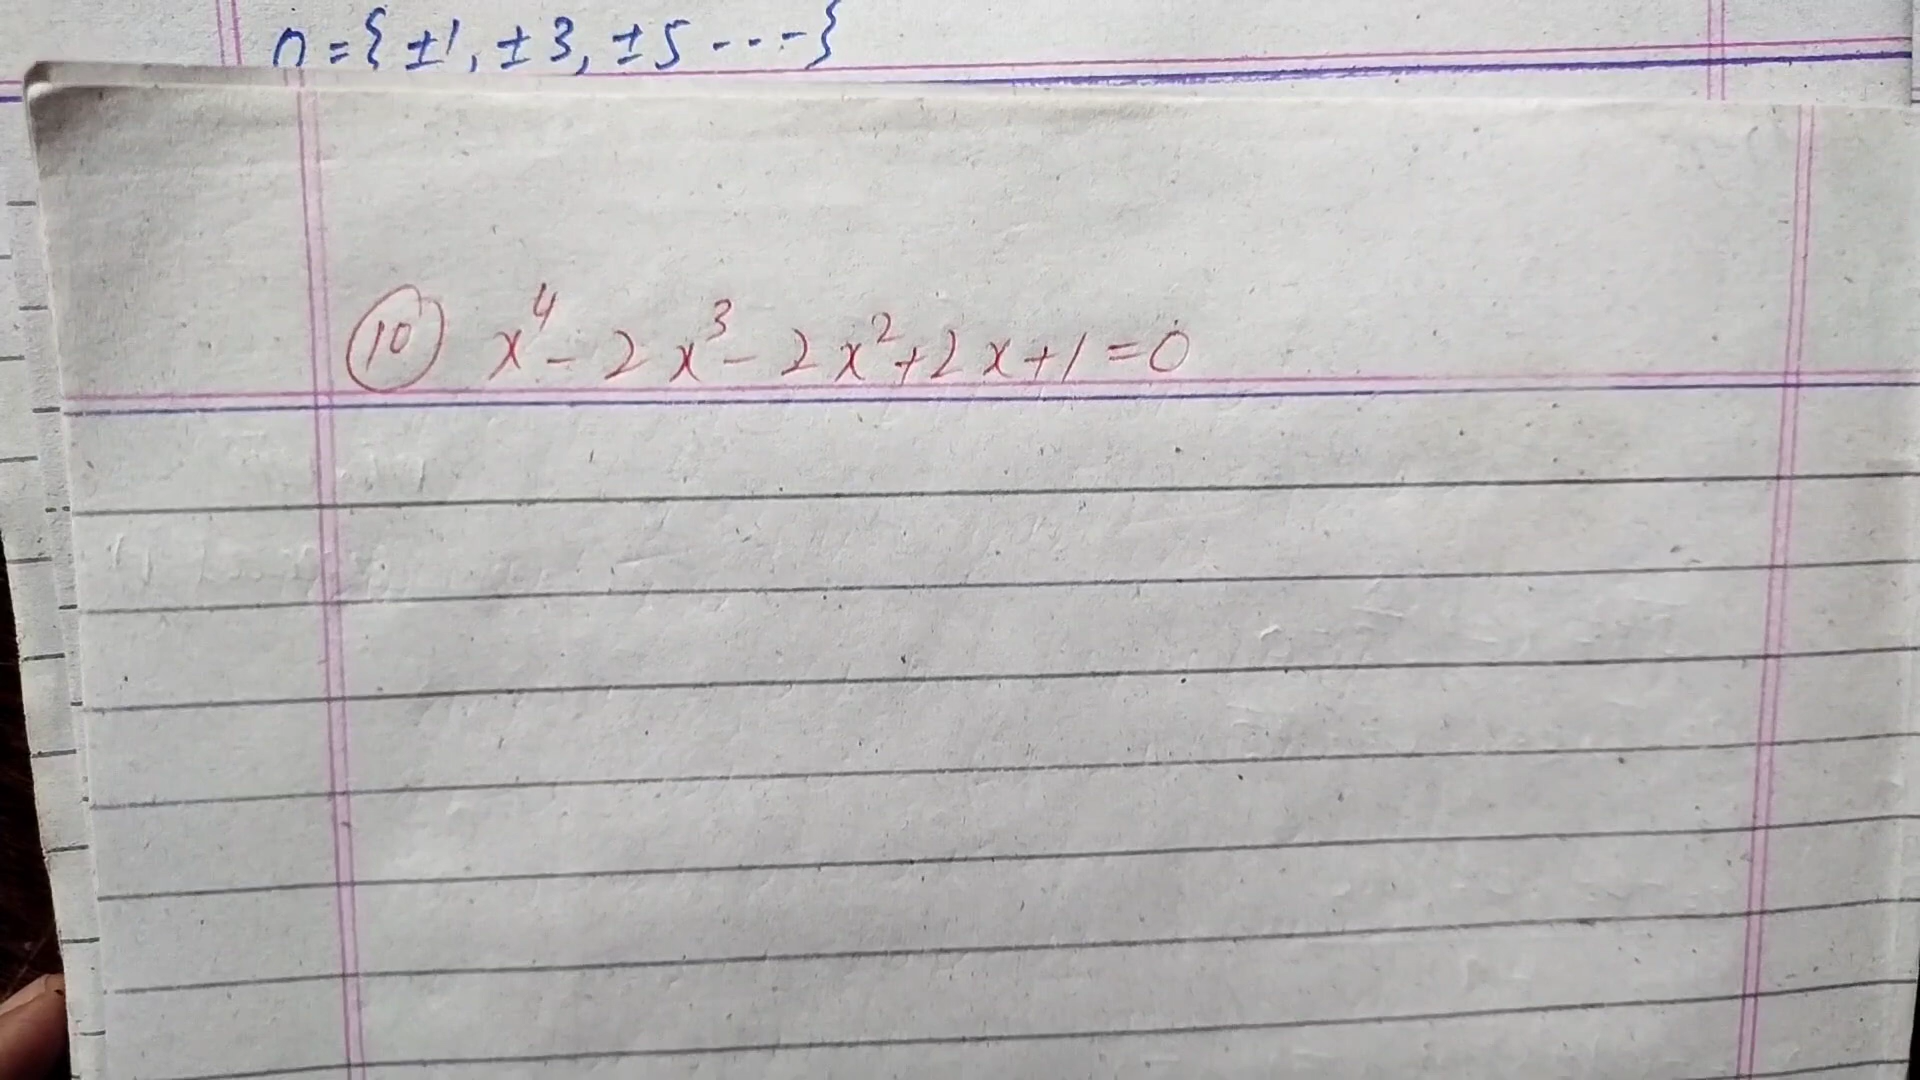 n = { ±1, ±3, ±5 ----}
(10) x⁴ - 2x³ - 2x² + 2x + 1 = 0